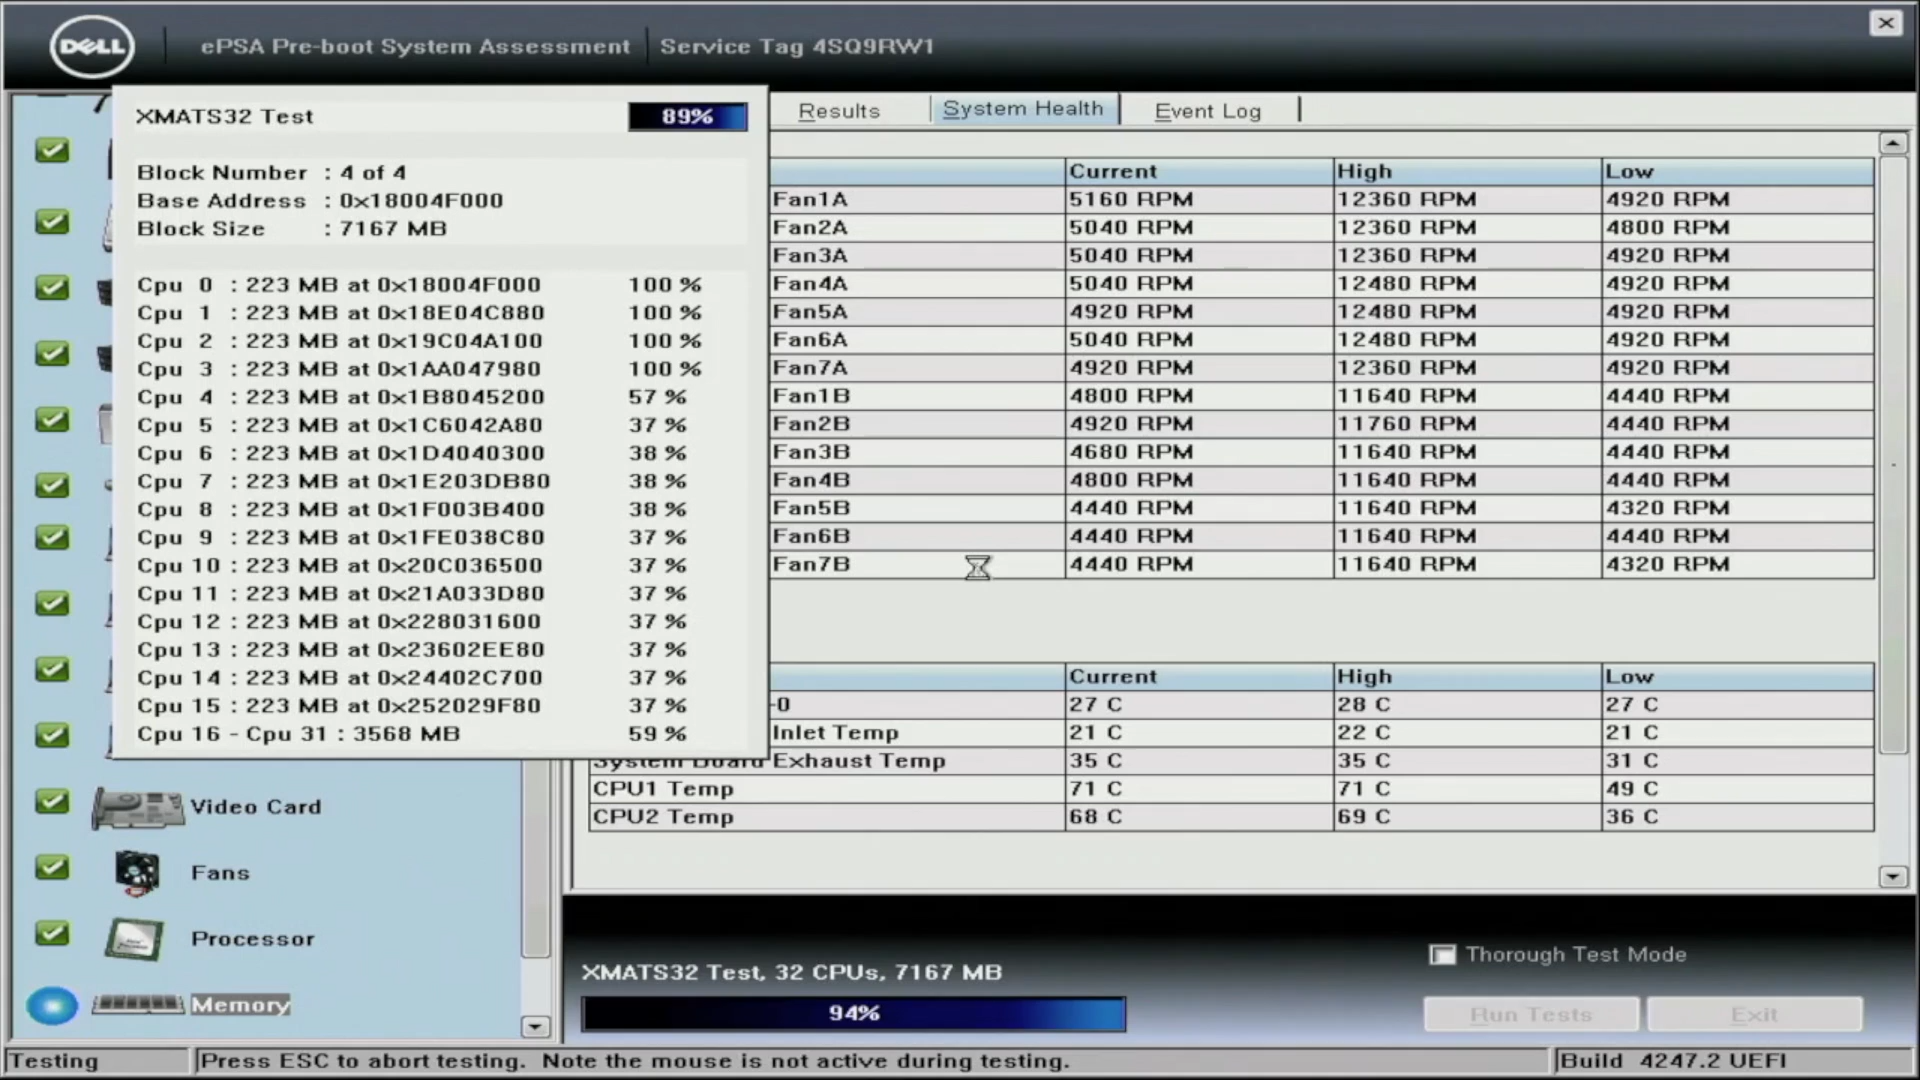 DELL
ePSA Pre-boot System Assessment
Service Tag 4SQ9RW1
XMATS32 Test 89%
Block Number : 4 of 4
Base Address : 0x18004F000
Block Size : 7167 MB
Cpu 0 : 223 MB at 0x18004F000 100 %
Cpu 1 : 223 MB at 0x18E04C880 100 %
Cpu 2 : 223 MB at 0x19C04A100 100 %
Cpu 3 : 223 MB at 0x1AA047980 100 %
Cpu 4 : 223 MB at 0x1B8045200 57 %
Cpu 5 : 223 MB at 0x1C6042A80 37 %
Cpu 6 : 223 MB at 0x1D4040300 38 %
Cpu 7 : 223 MB at 0x1E203DB80 38 %
Cpu 8 : 223 MB at 0x1F003B400 38 %
Cpu 9 : 223 MB at 0x1FE038C80 37 %
Cpu 10 : 223 MB at 0x20C036500 37 %
Cpu 11 : 223 MB at 0x21A033D80 37 %
Cpu 12 : 223 MB at 0x228031600 37 %
Cpu 13 : 223 MB at 0x23602EE80 37 %
Cpu 14 : 223 MB at 0x24402C700 37 %
Cpu 15 : 223 MB at 0x252029F80 37 %
Cpu 16 - Cpu 31 : 3568 MB 59 %
Video Card
Fans
Processor
Memory
Results System Health Event Log
Current High Low
Fan1A 5160 RPM 12360 RPM 4920 RPM
Fan2A 5040 RPM 12360 RPM 4800 RPM
Fan3A 5040 RPM 12360 RPM 4920 RPM
Fan4A 5040 RPM 12480 RPM 4920 RPM
Fan5A 4920 RPM 12480 RPM 4920 RPM
Fan6A 5040 RPM 12480 RPM 4920 RPM
Fan7A 4920 RPM 12360 RPM 4920 RPM
Fan1B 4800 RPM 11640 RPM 4440 RPM
Fan2B 4920 RPM 11760 RPM 4440 RPM
Fan3B 4680 RPM 11640 RPM 4440 RPM
Fan4B 4800 RPM 11640 RPM 4440 RPM
Fan5B 4440 RPM 11640 RPM 4320 RPM
Fan6B 4440 RPM 11640 RPM 4440 RPM
Fan7B 4440 RPM 11640 RPM 4320 RPM
Current High Low
-0 27 C 28 C 27 C
Inlet Temp 21 C 22 C 21 C
System Board Exhaust Temp 35 C 35 C 31 C
CPU1 Temp 71 C 71 C 49 C
CPU2 Temp 68 C 69 C 36 C
XMATS32 Test, 32 CPUs, 7167 MB
94%
Thorough Test Mode
Run Tests Exit
Testing Press ESC to abort testing. Note the mouse is not active during testing. Build 4247.2 UEFI